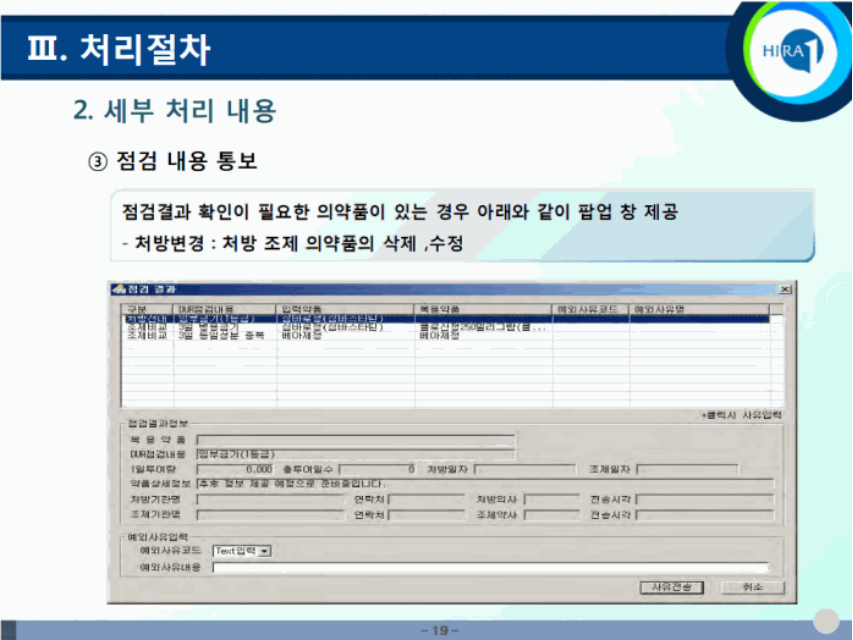 Ⅲ. 처리절차
HIRA
2. 세부 처리 내용
③ 점검 내용 통보
점검결과 확인이 필요한 의약품이 있는 경우 아래와 같이 팝업 창 제공
- 처방변경 : 처방 조제 의약품의 삭제 ,수정
점검 결과
구분 DUR점검내용 입력약품 복용약품 예외사유코드 예외사유명
처방전내 임부금기(1등급) 심바로정(심바스타틴)
조제비교 3일 병용금기 심바로정(심바스타틴) 클로신정250밀리그람(클...
조제비교 3일 동일성분 중복 베아제정 베아제정
*클릭시 사유입력
점검결과정보
복 용 약 품
DUR점검내용 임부금기(1등급)
1일투여량 0.000 총투여일수 0 처방일자 조제일자
약품상세정보 추후 정보 제공 예정으로 준비중입니다.
처방기관명 연락처 처방의사 전송시각
조제기관명 연락처 조제약사 전송시각
예외사유입력
예외사유코드 Text입력
예외사유내용
사유전송 취소
- 19 -